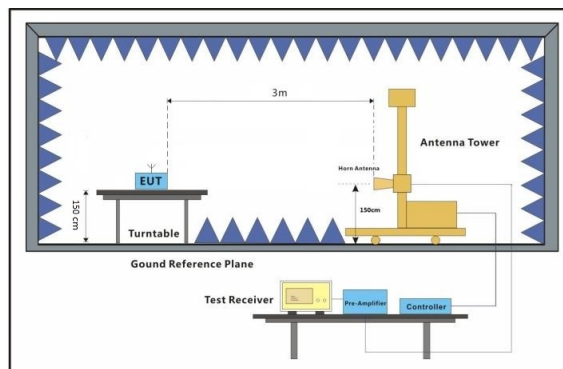 3m
Antenna Tower
Horn Antenna
EUT
150 cm
150cm
Turntable
Gound Reference Plane
Test Receiver
Pre-Amplifier
Controller